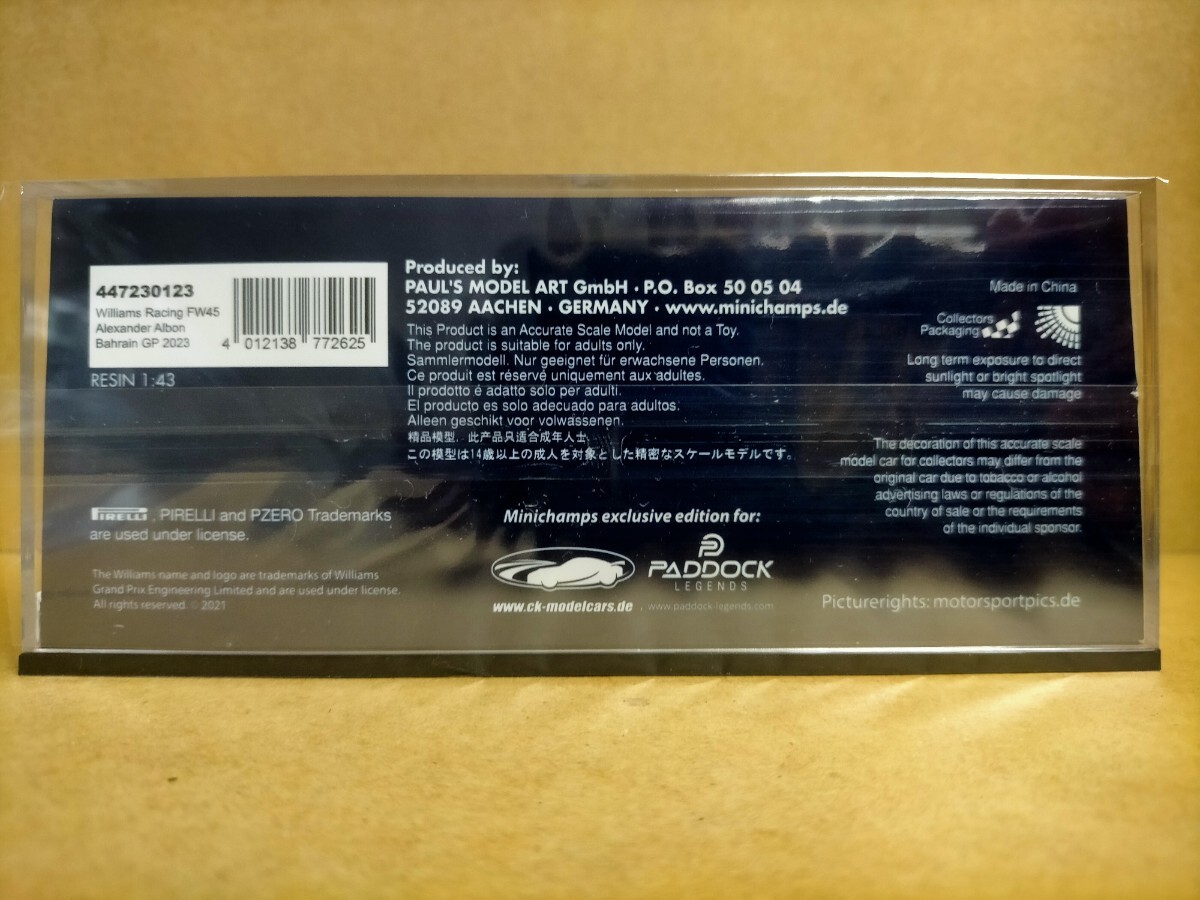 447230123
Williams Racing FW45
Alexander Albon
Bahrain GP 2023
4 012138 772625
RESIN 1:43
Produced by:
PAUL'S MODEL ART GmbH · P.O. Box 50 05 04
52089 AACHEN · GERMANY · www.minichamps.de
This Product is an Accurate Scale Model and not a Toy.
The product is suitable for adults only.
Sammlermodell. Nur geeignet für erwachsene Personen.
Ce produit est réservé uniquement aux adultes.
Il prodotto é adatto solo per adulti.
El producto es solo adecuado para adultos.
Alleen geschikt voor volwassenen.
精品模型. 此产品只适合成年人士
この模型は14歳以上の成人を対象とした精密なスケールモデルです。
Made in China
Collectors
Packaging
Long term exposure to direct
sunlight or bright spotlight
may cause damage
The decoration of this accurate scale
model car for collectors may differ from the
original car due to tobacco or alcohol
advertising laws or regulations of the
country of sale or the requirements
of the individual sponsor.
PIRELLI, PIRELLI and PZERO Trademarks
are used under license.
The Williams name and logo are trademarks of Williams
Grand Prix Engineering Limited and are used under license.
All rights reserved. © 2021
Minichamps exclusive edition for:
PADDOCK
LEGENDS
www.ck-modelcars.de , www.paddock-legends.com
Picturerights: motorsportpics.de